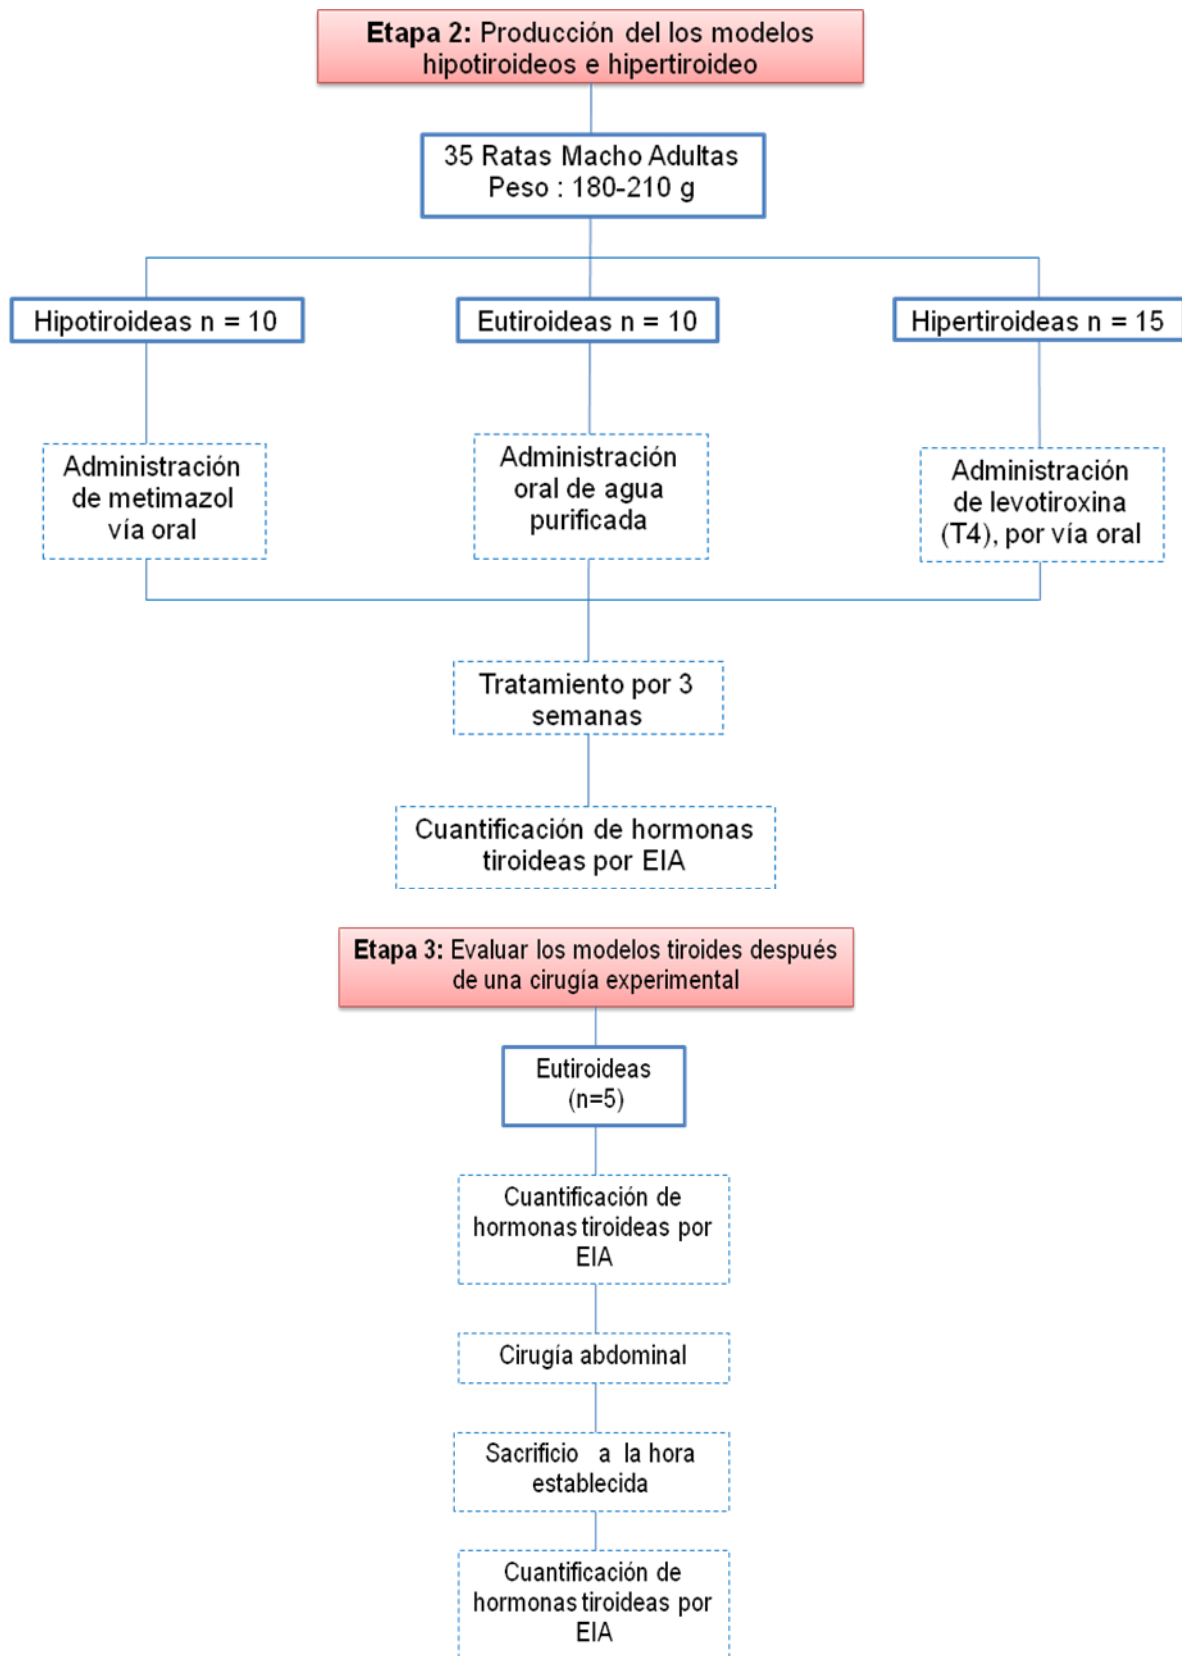 Etapa 2: Producción del los modelos
hipotiroideos e hipertiroideo
35 Ratas Macho Adultas
Peso : 180-210 g
Hipotiroideas n = 10
Eutiroideas n = 10
Hipertiroideas n = 15
Administración
de metimazol
vía oral
Administración
oral de agua
purificada
Administración
de levotiroxina
(T4), por vía oral
Tratamiento por 3
semanas
Cuantificación de hormonas
tiroideas por EIA
Etapa 3: Evaluar los modelos tiroides después
de una cirugía experimental
Eutiroideas
(n=5)
Cuantificación de
hormonas tiroideas por
EIA
Cirugía abdominal
Sacrificio a la hora
establecida
Cuantificación de
hormonas tiroideas por
EIA